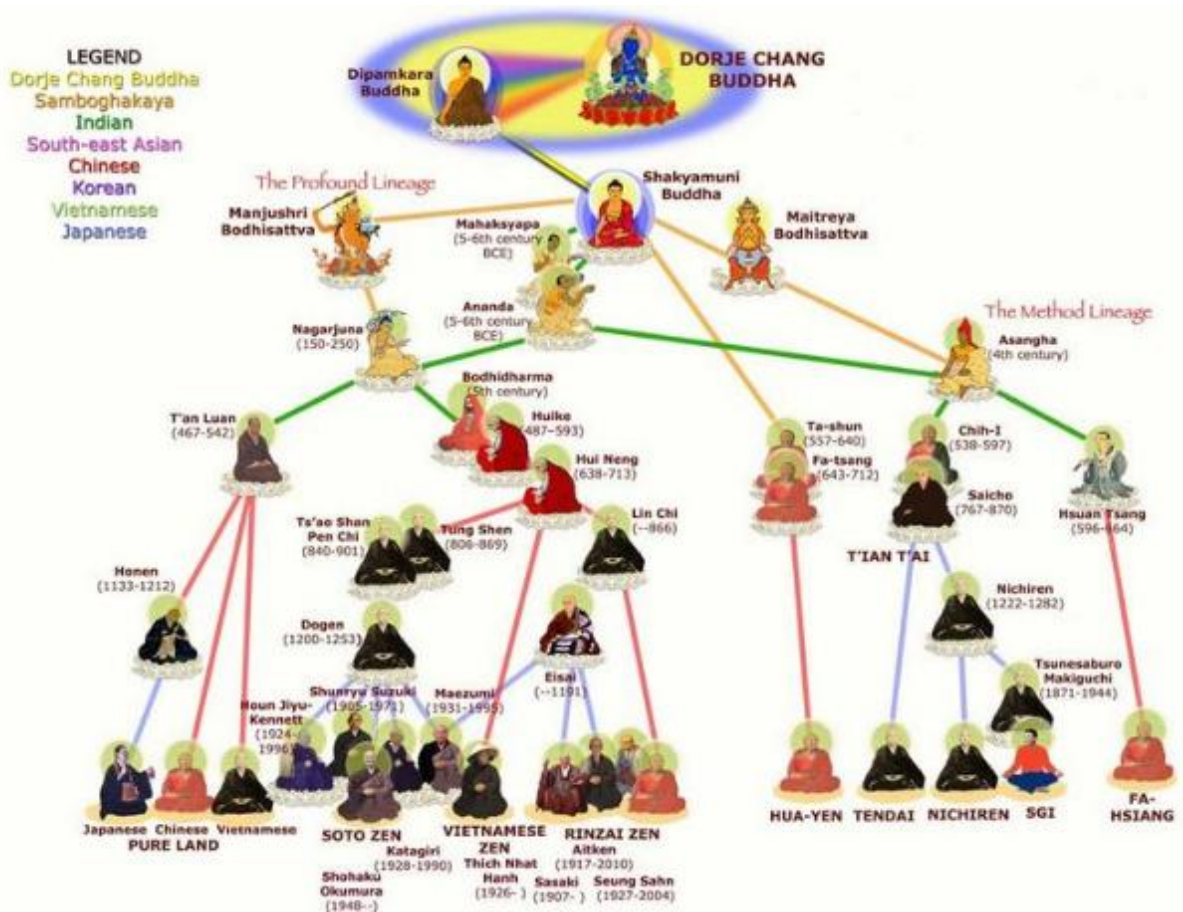 LEGEND
Dorje Chang Buddha
Samboghakaya
Indian
South-east Asian
Chinese
Korean
Vietnamese
Japanese
Dipamkara
Buddha
DORJE CHANG
BUDDHA
The Profound Lineage
Manjushri
Bodhisattva
Mahaksyapa
(5-6th century
BCE)
Shakyamuni
Buddha
Maitreya
Bodhisattva
Ananda
(5-6th century
BCE)
Nagarjuna
(150-250)
The Method Lineage
Asangha
(4th century)
Bodhidharma
(5th century)
Huike
(487-593)
T'an Luan
(467-542)
Hui Neng
(638-713)
Ta-shun
(557-640)
Fa-tsang
(643-712)
Chih-I
(538-597)
Saicho
(767-870)
Hsuan Tsang
(596-664)
Ts'ao Shan
Pen Chi
(840-901)
Tung Shen
(806-869)
Lin Chi
(--866)
T'IAN T'AI
Honen
(1133-1212)
Nichiren
(1222-1282)
Dogen
(1200-1253)
Eisai
(--1191)
Tsunesaburo
Makiguchi
(1871-1944)
Houn Jiyu-
Kennett
(1924-
1996)
Shunryu Suzuki
(1905-1971)
Maezumi
(1931-1995)
Japanese Chinese Vietnamese
PURE LAND
SOTO ZEN
Katagiri
(1928-1990)
Shohaku
Okumura
(1948--)
VIETNAMESE
ZEN
Thich Nhat
Hanh
(1926- )
RINZAI ZEN
Aitken
(1917-2010)
Sasaki
(1907- )
Seung Sahn
(1927-2004)
HUA-YEN
TENDAI
NICHIREN
SGI
FA-
HSIANG